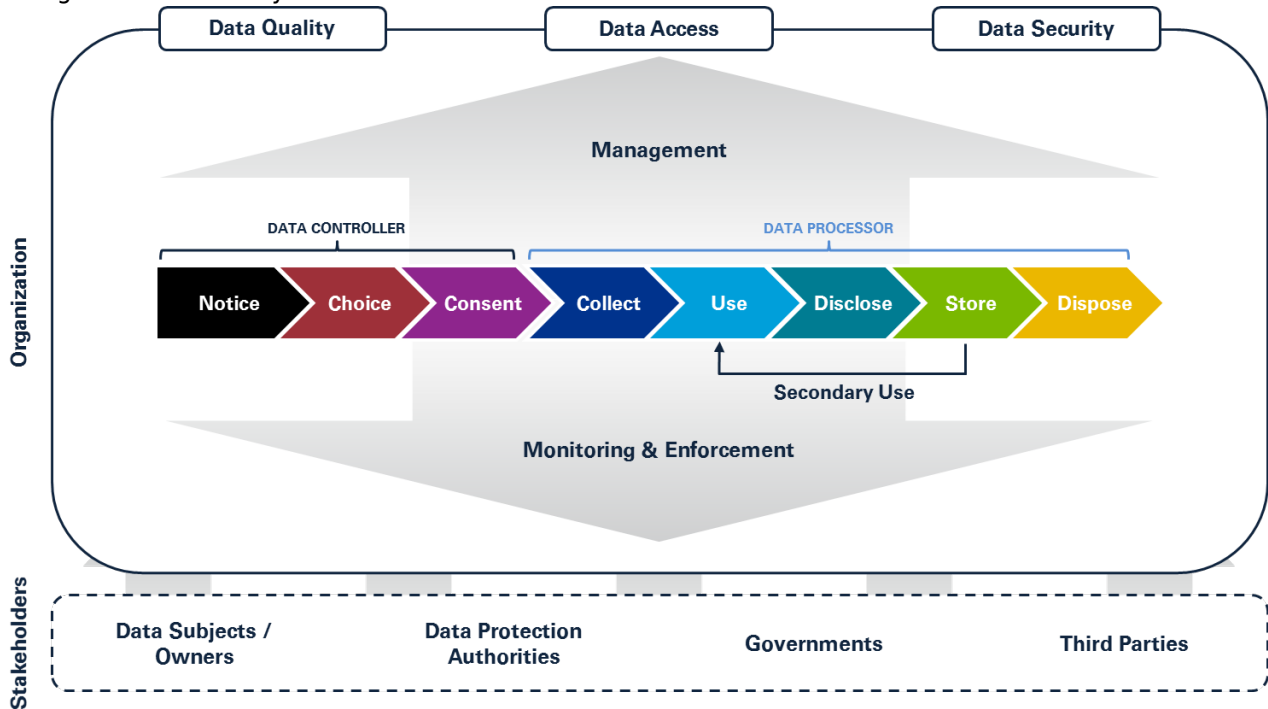 Data Quality
Data Access
Data Security
Management
DATA CONTROLLER
DATA PROCESSOR
Notice
Choice
Consent
Collect
Use
Disclose
Store
Dispose
Secondary Use
Monitoring & Enforcement
Organization
Stakeholders
Data Subjects /
Owners
Data Protection
Authorities
Governments
Third Parties